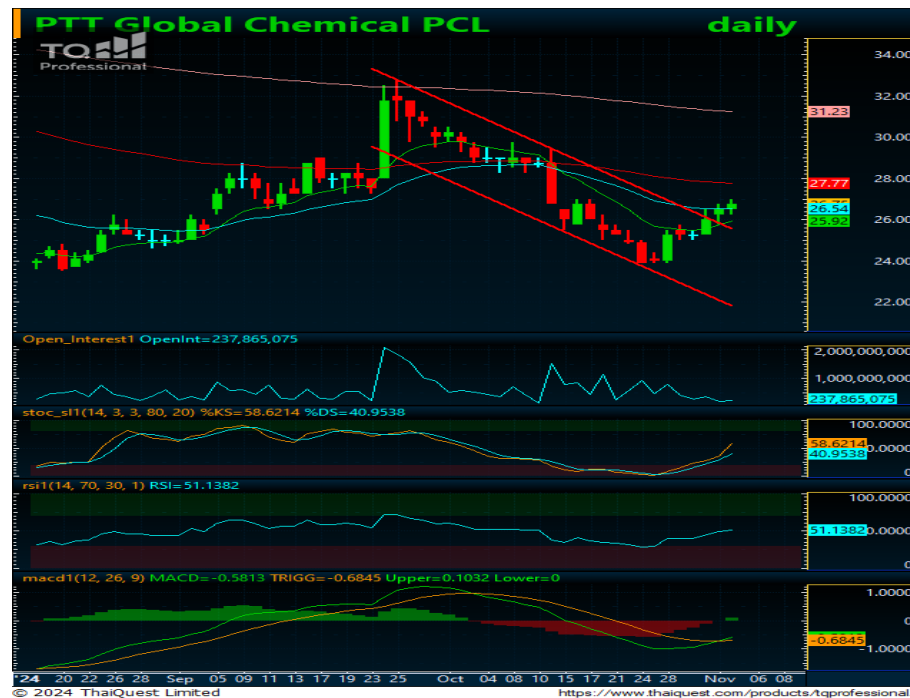 PTT Global Chemical PCL daily
TQ
Professional
34.00
32.00
31.23
30.00
28.00
27.77
26.54
26.00
25.92
24.00
22.00
Open_Interest1 OpenInt=237,865,075
2,000,000,000
1,000,000,000
237,865,075
stoc_sl1(14, 3, 3, 80, 20) %KS=58.6214 %DS=40.9538
100.0000
58.6214
40.9538
0
rsi1(14, 70, 30, 1) RSI=51.1382
100.0000
51.1382
0
macd1(12, 26, 9) MACD=-0.5813 TRIGG=-0.6845 Upper=0.1032 Lower=0
1.0000
0
-0.6845
-1.0000
'24 20 22 26 28 Sep 05 09 11 13 17 19 23 25 Oct 04 08 10 15 17 21 24 28 Nov 06 08
© 2024 ThaiQuest Limited https://www.thaiquest.com/products/tqprofessional